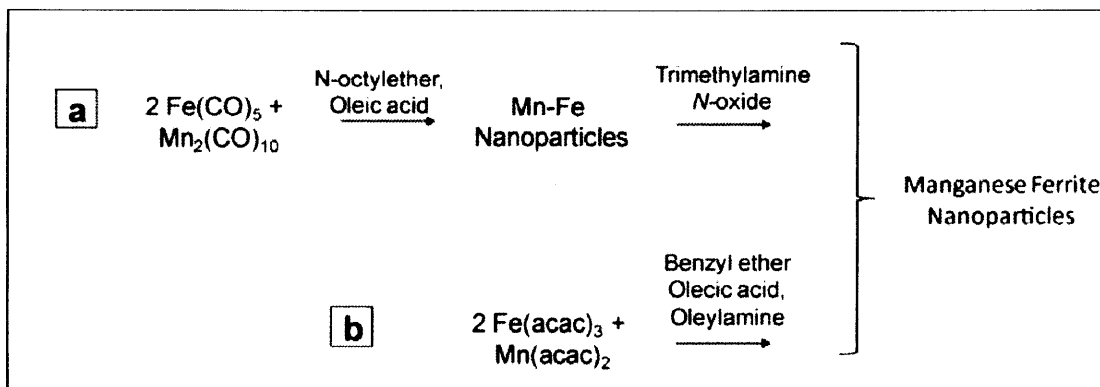 a
2 Fe(CO)5 +
Mn2(CO)10
N-octylether,
Oleic acid
Mn-Fe
Nanoparticles
Trimethylamine
N-oxide
b
2 Fe(acac)3 +
Mn(acac)2
Benzyl ether
Olecic acid,
Oleylamine
Manganese Ferrite
Nanoparticles